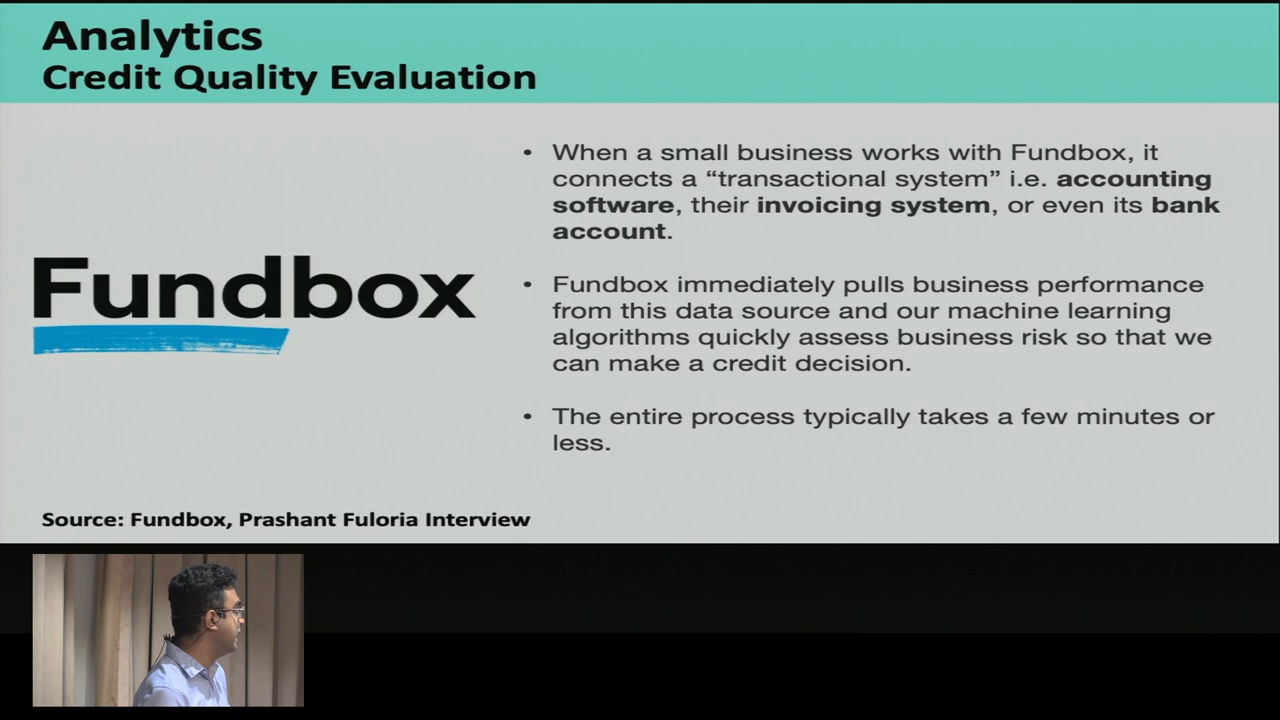 Analytics
Credit Quality Evaluation
Fundbox
• When a small business works with Fundbox, it
connects a “transactional system” i.e. accounting
software, their invoicing system, or even its bank
account.
• Fundbox immediately pulls business performance
from this data source and our machine learning
algorithms quickly assess business risk so that we
can make a credit decision.
• The entire process typically takes a few minutes or
less.
Source: Fundbox, Prashant Fuloria Interview